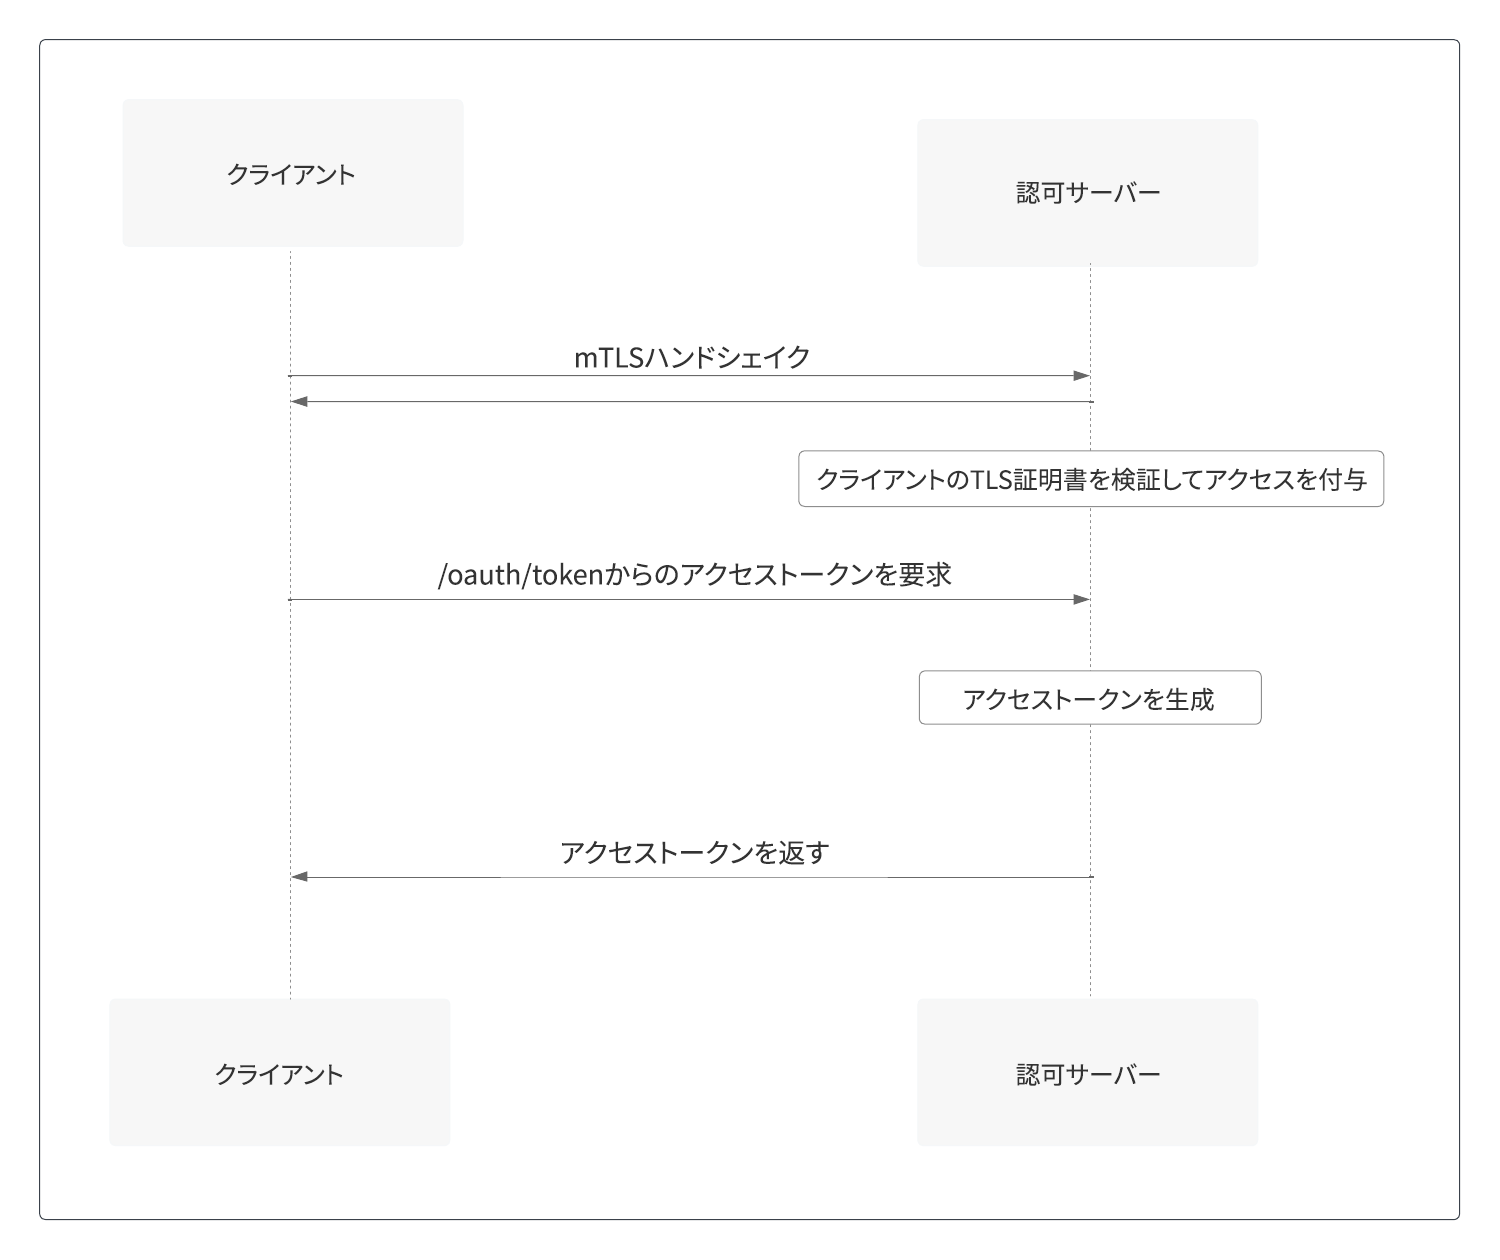 クライアント
認可サーバー
mTLSハンドシェイク
クライアントのTLS証明書を検証してアクセスを付与
/oauth/tokenからのアクセストークンを要求
アクセストークンを生成
アクセストークンを返す
クライアント
認可サーバー